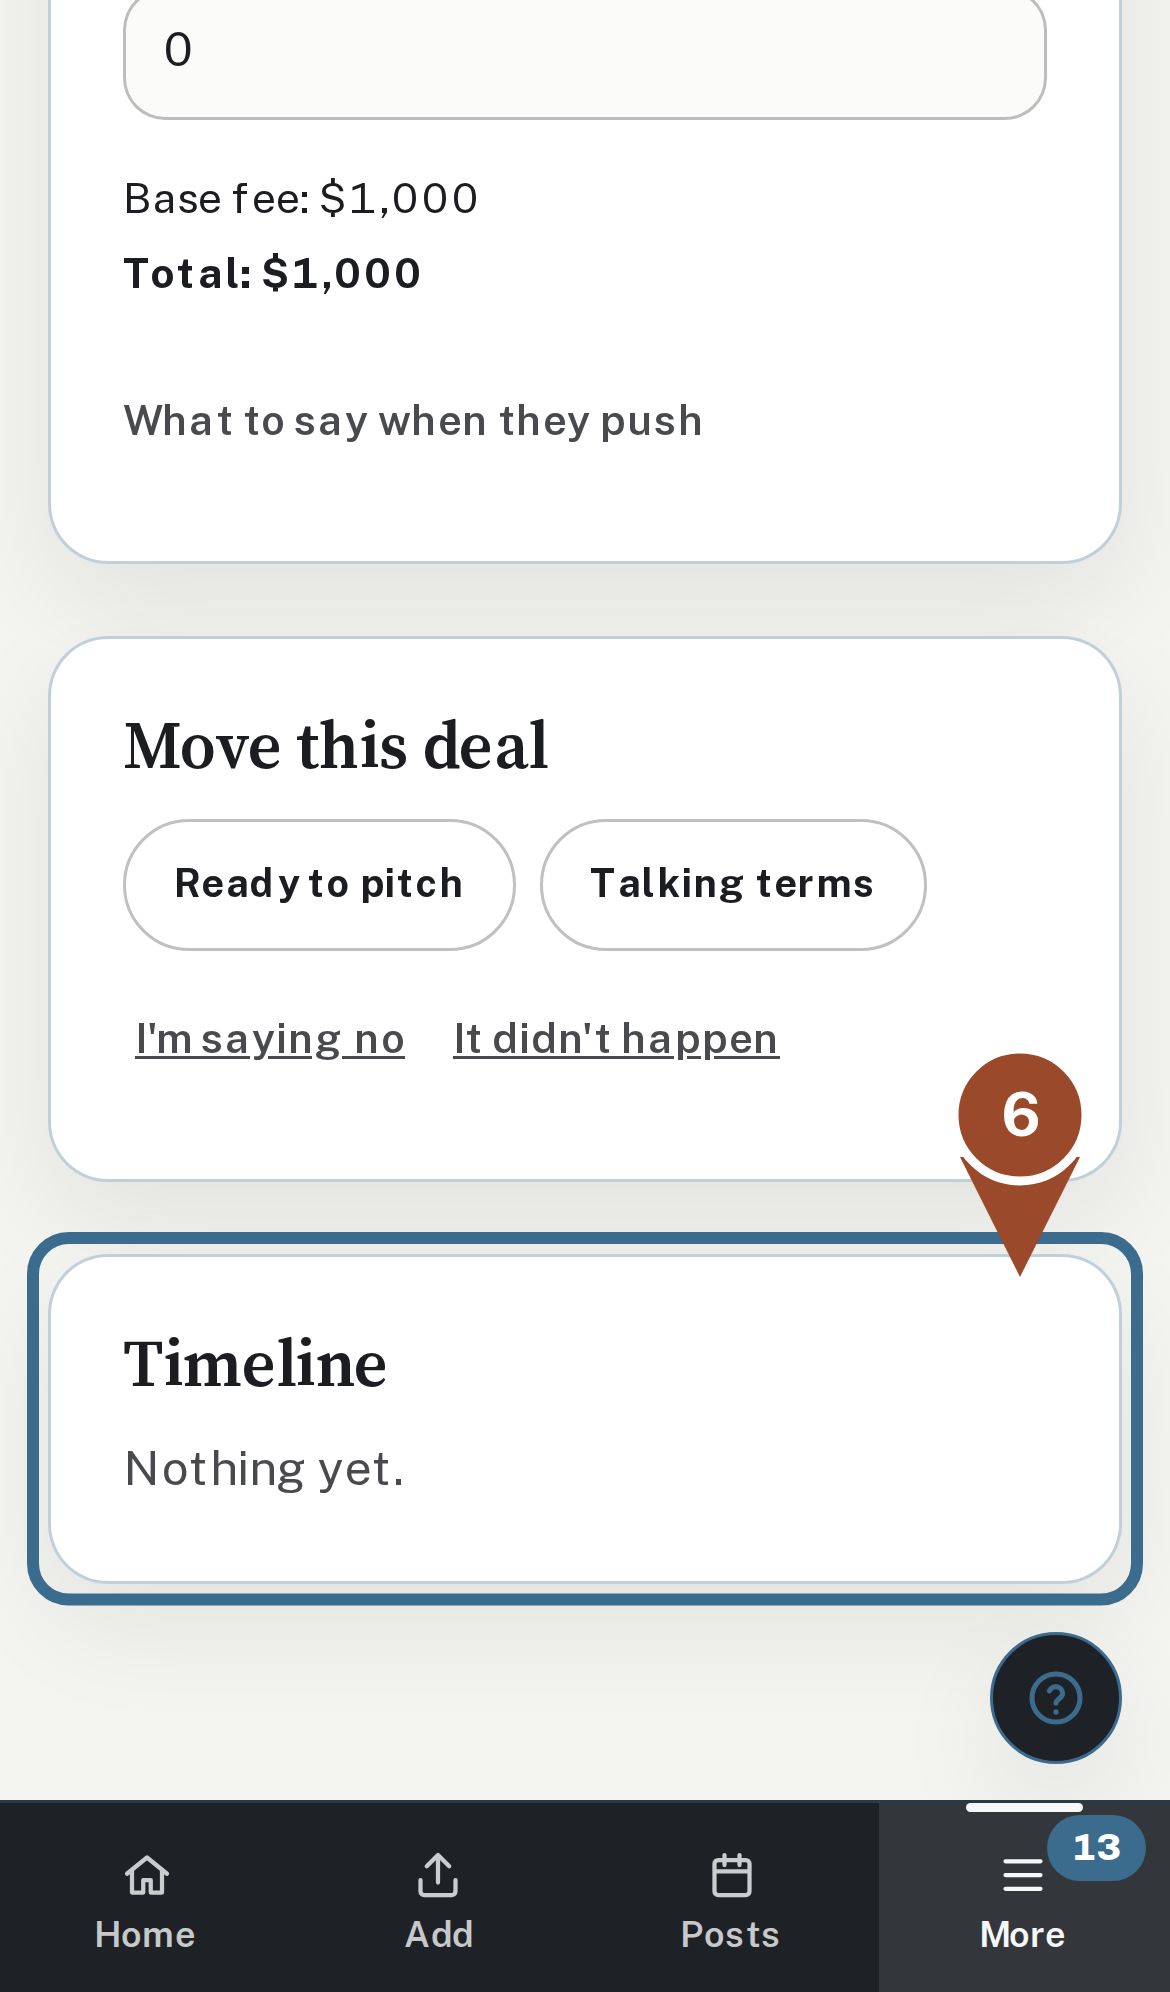 0
Base fee: $1,000
Total: $1,000
What to say when they push
Move this deal
Ready to pitch
Talking terms
I'm saying no
It didn't happen
6
Timeline
Nothing yet.
13
Home
Add
Posts
More